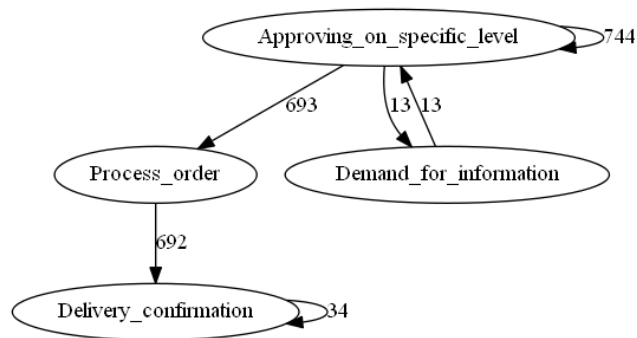 Approving_on_specific_level
744
693
13
13
Process_order
Demand_for_information
692
Delivery_confirmation
34